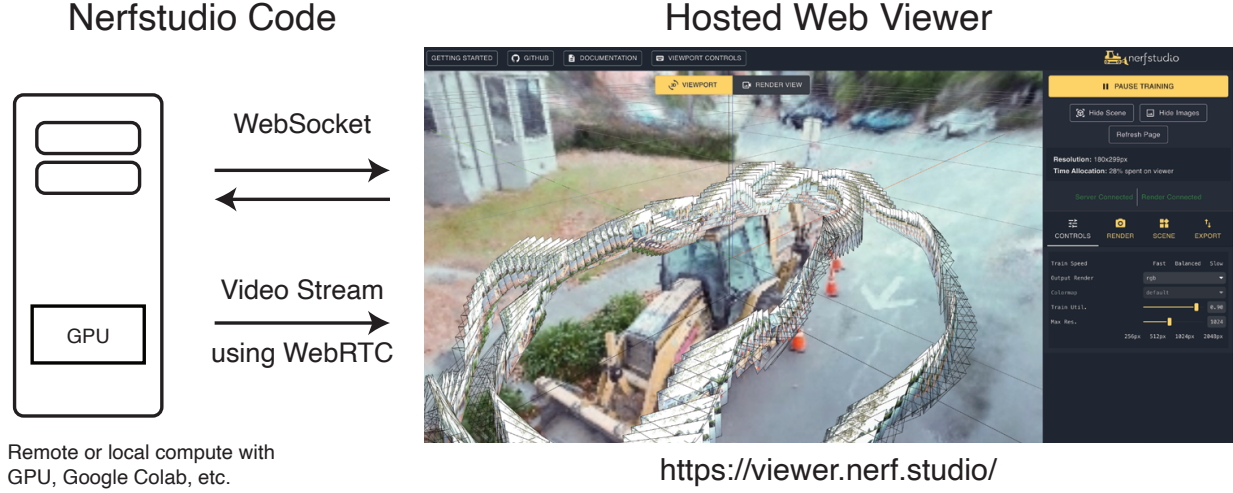 Nerfstudio Code
Hosted Web Viewer
GETTING STARTED
GITHUB
DOCUMENTATION
VIEWPORT CONTROLS
nerfstudio
VIEWPORT
RENDER VIEW
PAUSE TRAINING
Hide Scene
Hide Images
Refresh Page
Resolution: 180x299px
Time Allocation: 28% spent on viewer
Server Connected
Render Connected
CONTROLS
RENDER
SCENE
EXPORT
Train Speed Fast Balanced Slow
Output Render rgb
Colormap default
Train Util. 0.90
Max Res. 1024
256px 512px 1024px 2048px
WebSocket
Video Stream
using WebRTC
GPU
Remote or local compute with
GPU, Google Colab, etc.
https://viewer.nerf.studio/